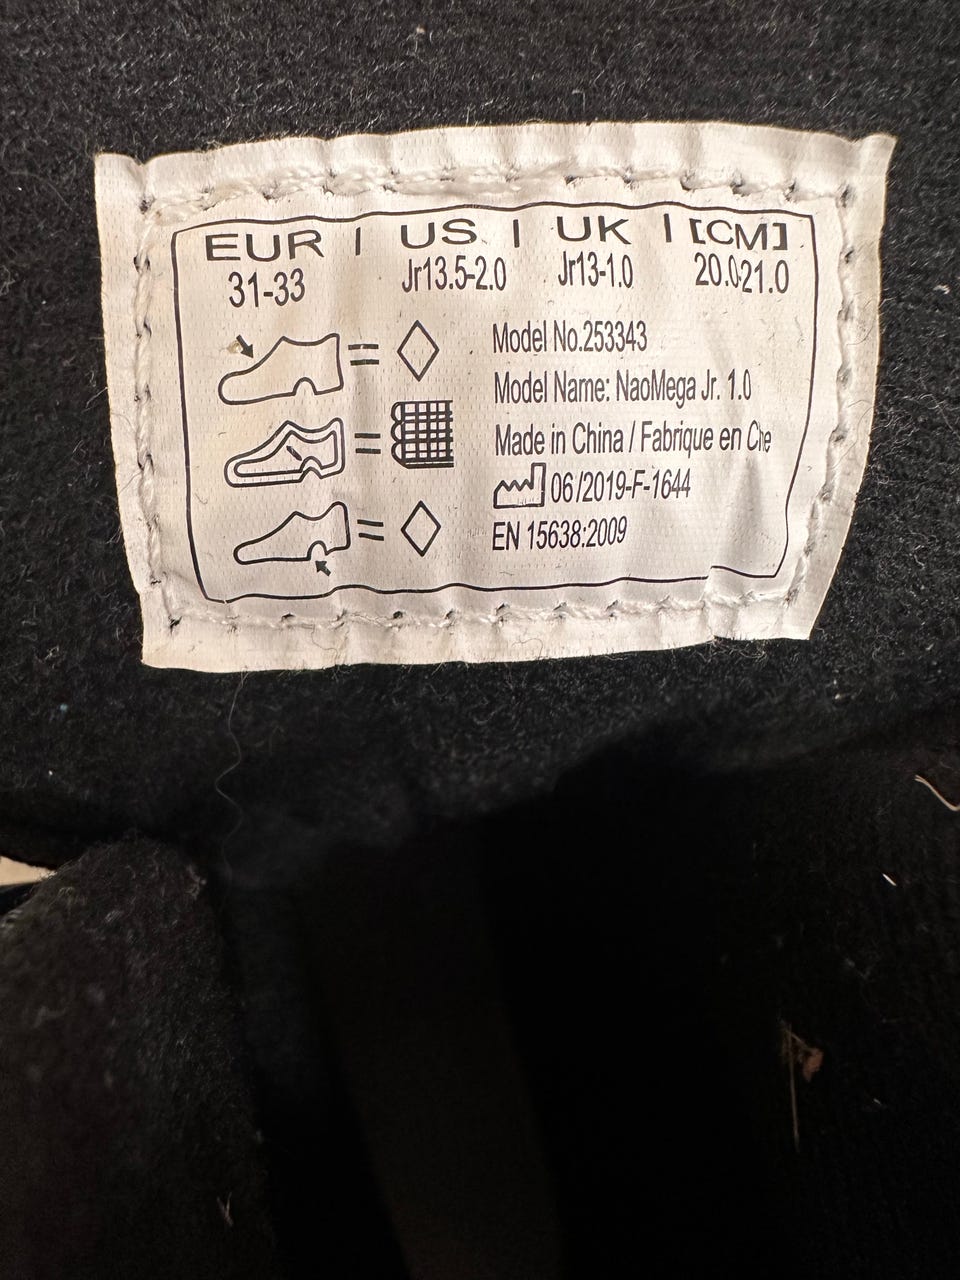 EUR | US | UK | [CM]
31-33 Jr13.5-2.0 Jr13-1.0 20.0-21.0
Model No.253343
Model Name: NaoMega Jr. 1.0
Made in China / Fabrique en
06/2019-F-1644
EN 15638:2009